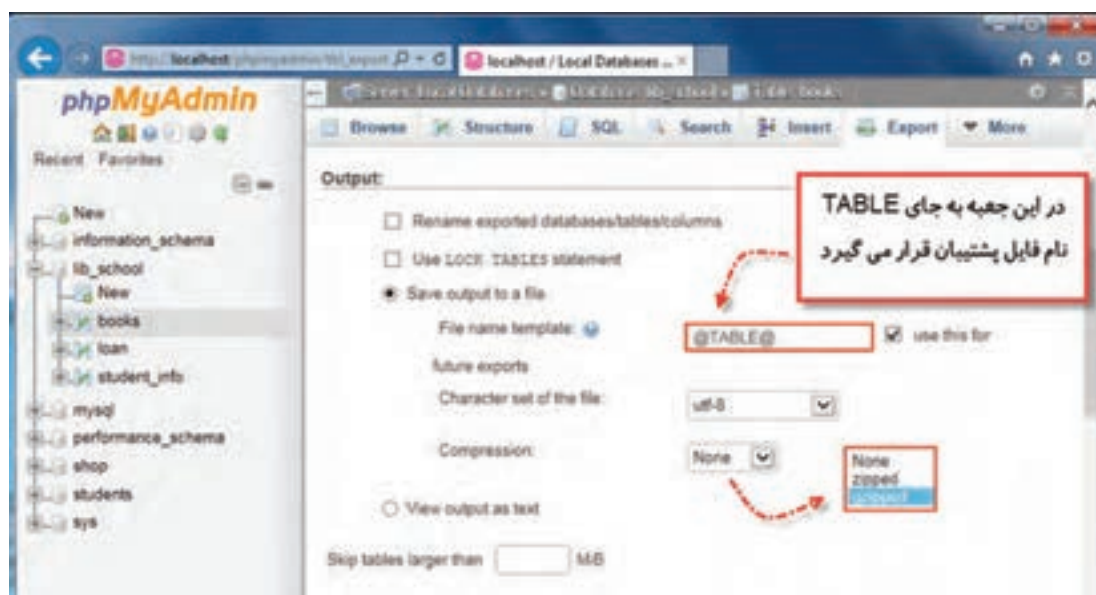 localhost
localhost / Local Databases ...
phpMyAdmin
Recent Favorites
New
information_schema
lib_school
New
books
loan
student_info
mysql
performance_schema
shop
students
sys
Browse Structure SQL Search Insert Export More
Output:
Rename exported databases/tables/columns
Use LOCK TABLES statement
Save output to a file
File name template: @TABLE@ use this for
future exports
Character set of the file: utf-8
Compression: None
None
zipped
gzipped
View output as text
Skip tables larger than MiB
در این جعبه به جای TABLE
نام فایل پشتیبان قرار می گیرد